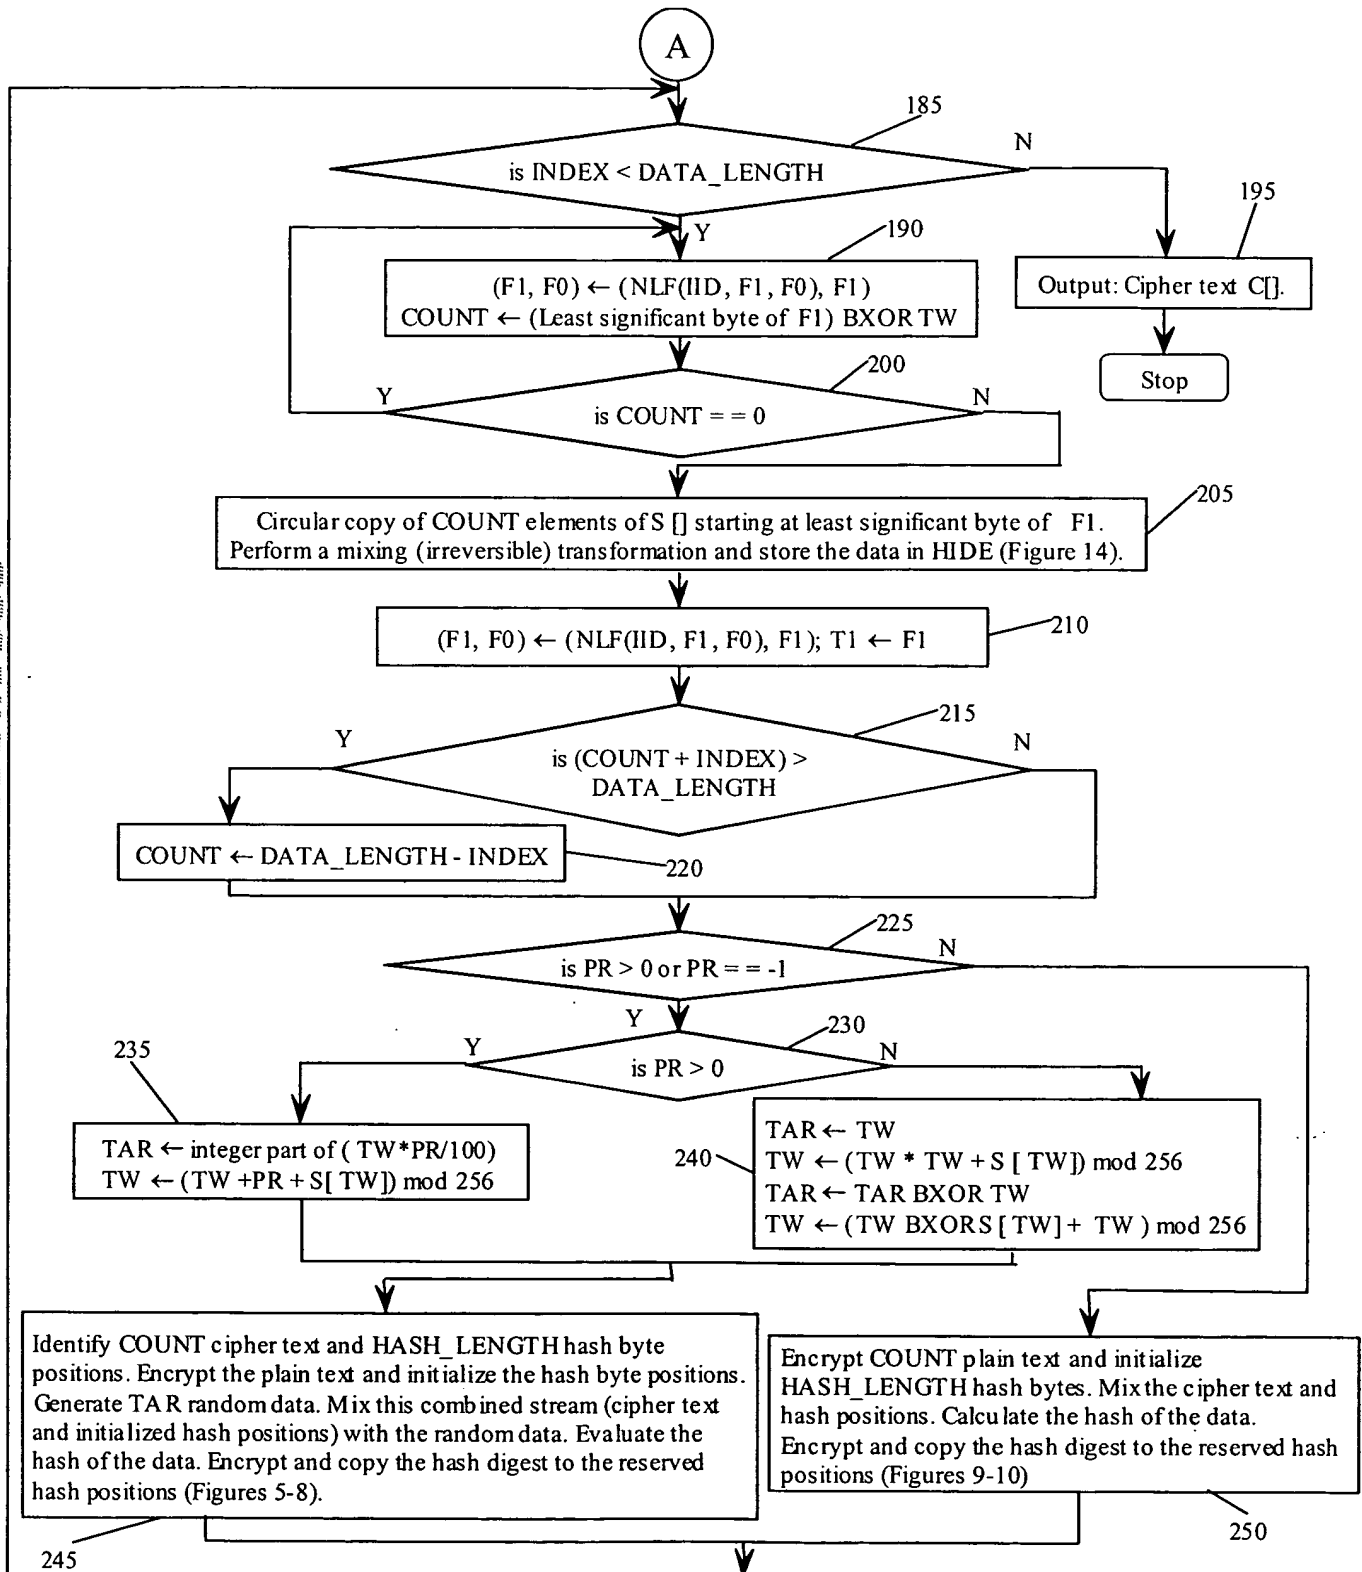 A
185
is INDEX < DATA_LENGTH
N
195
Y
190
(F1, F0) ← (NLF(IID, F1, F0), F1)
COUNT ← (Least significant byte of F1) BXOR TW
Output: Cipher text C[].
200
Stop
Y
is COUNT = = 0
N
205
Circular copy of COUNT elements of S [] starting at least significant byte of F1.
Perform a mixing (irreversible) transformation and store the data in HIDE (Figure 14).
210
(F1, F0) ← (NLF(IID, F1, F0), F1); T1 ← F1
215
Y
N
is (COUNT + INDEX) >
DATA_LENGTH
COUNT ← DATA_LENGTH - INDEX
220
225
N
is PR > 0 or PR = = -1
Y
230
235
Y
N
is PR > 0
TAR ← integer part of ( TW*PR/100)
TW ← (TW +PR + S[ TW]) mod 256
240
TAR ← TW
TW ← (TW * TW + S [ TW]) mod 256
TAR ← TAR BXOR TW
TW ← (TW BXORS [ TW] + TW ) mod 256
Identify COUNT cipher text and HASH_LENGTH hash byte
positions. Encrypt the plain text and initialize the hash byte positions.
Generate TAR random data. Mix this combined stream (cipher text
and initialized hash positions) with the random data. Evaluate the
hash of the data. Encrypt and copy the hash digest to the reserved
hash positions (Figures 5-8).
Encrypt COUNT plain text and initialize
HASH_LENGTH hash bytes. Mix the cipher text and
hash positions. Calculate the hash of the data.
Encrypt and copy the hash digest to the reserved hash
positions (Figures 9-10)
245
250